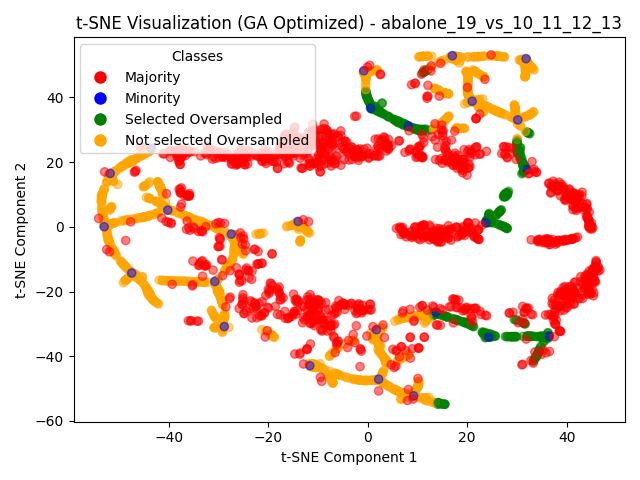 t-SNE Visualization (GA Optimized) - abalone_19_vs_10_11_12_13
Classes
Majority
Minority
Selected Oversampled
Not selected Oversampled
40
20
0
−20
−40
−60
t-SNE Component 2
−40 −20 0 20 40
t-SNE Component 1